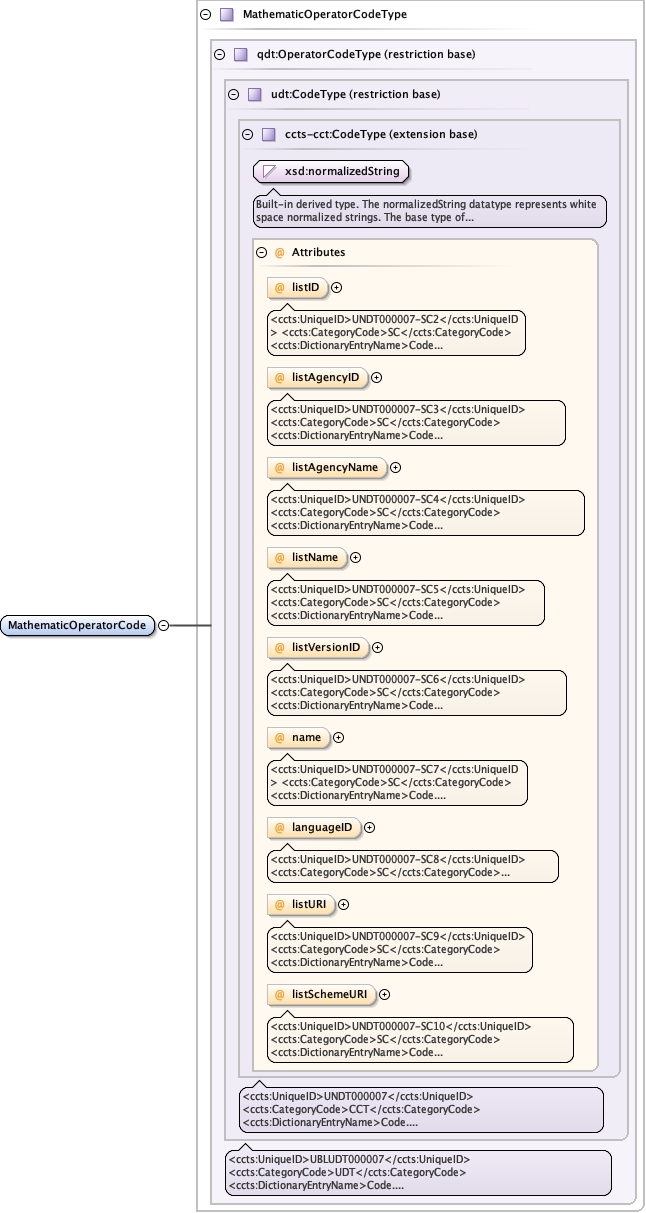 MathematicOperatorCodeType
qdt:OperatorCodeType (restriction base)
udt:CodeType (restriction base)
ccts-cct:CodeType (extension base)
xsd:normalizedString
Built-in derived type. The normalizedString datatype represents white
space normalized strings. The base type of...
@ Attributes
@ listID
<ccts:UniqueID>UNDT000007-SC2</ccts:UniqueID
> <ccts:CategoryCode>SC</ccts:CategoryCode>
<ccts:DictionaryEntryName>Code...
@ listAgencyID
<ccts:UniqueID>UNDT000007-SC3</ccts:UniqueID>
<ccts:CategoryCode>SC</ccts:CategoryCode>
<ccts:DictionaryEntryName>Code...
@ listAgencyName
<ccts:UniqueID>UNDT000007-SC4</ccts:UniqueID>
<ccts:CategoryCode>SC</ccts:CategoryCode>
<ccts:DictionaryEntryName>Code...
@ listName
<ccts:UniqueID>UNDT000007-SC5</ccts:UniqueID>
<ccts:CategoryCode>SC</ccts:CategoryCode>
<ccts:DictionaryEntryName>Code...
MathematicOperatorCode
@ listVersionID
<ccts:UniqueID>UNDT000007-SC6</ccts:UniqueID>
<ccts:CategoryCode>SC</ccts:CategoryCode>
<ccts:DictionaryEntryName>Code...
@ name
<ccts:UniqueID>UNDT000007-SC7</ccts:UniqueID
> <ccts:CategoryCode>SC</ccts:CategoryCode>
<ccts:DictionaryEntryName>Code....
@ languageID
<ccts:UniqueID>UNDT000007-SC8</ccts:UniqueID>
<ccts:CategoryCode>SC</ccts:CategoryCode>...
@ listURI
<ccts:UniqueID>UNDT000007-SC9</ccts:UniqueID>
<ccts:CategoryCode>SC</ccts:CategoryCode>
<ccts:DictionaryEntryName>Code...
@ listSchemeURI
<ccts:UniqueID>UNDT000007-SC10</ccts:UniqueID>
<ccts:CategoryCode>SC</ccts:CategoryCode>
<ccts:DictionaryEntryName>Code...
<ccts:UniqueID>UNDT000007</ccts:UniqueID>
<ccts:CategoryCode>CCT</ccts:CategoryCode>
<ccts:DictionaryEntryName>Code....
<ccts:UniqueID>UBLUDT000007</ccts:UniqueID>
<ccts:CategoryCode>UDT</ccts:CategoryCode>
<ccts:DictionaryEntryName>Code....